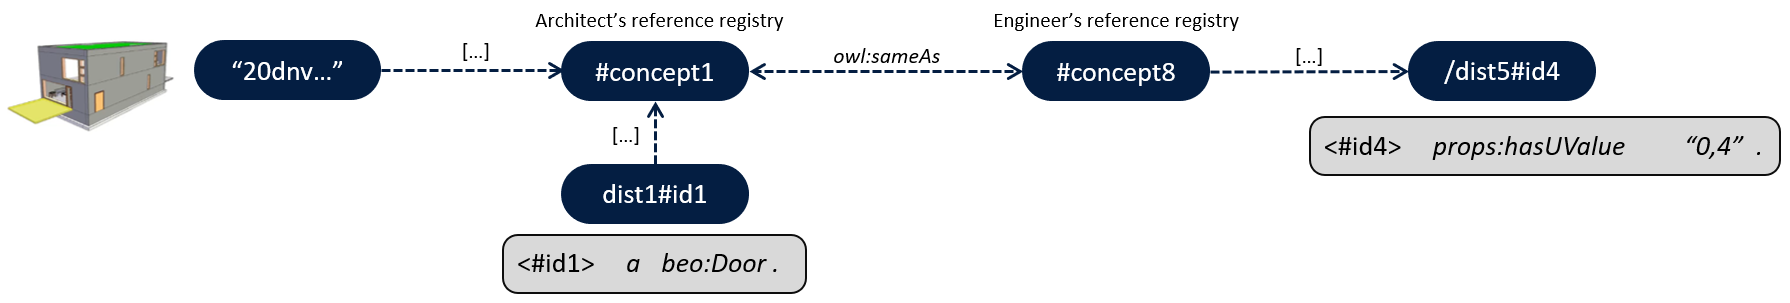 Architect’s reference registry
Engineer’s reference registry
“20dnv…”
[…]
#concept1
owl:sameAs
#concept8
[…]
/dist5#id4
[…]
<#id4> props:hasUValue “0,4” .
dist1#id1
<#id1> a beo:Door .